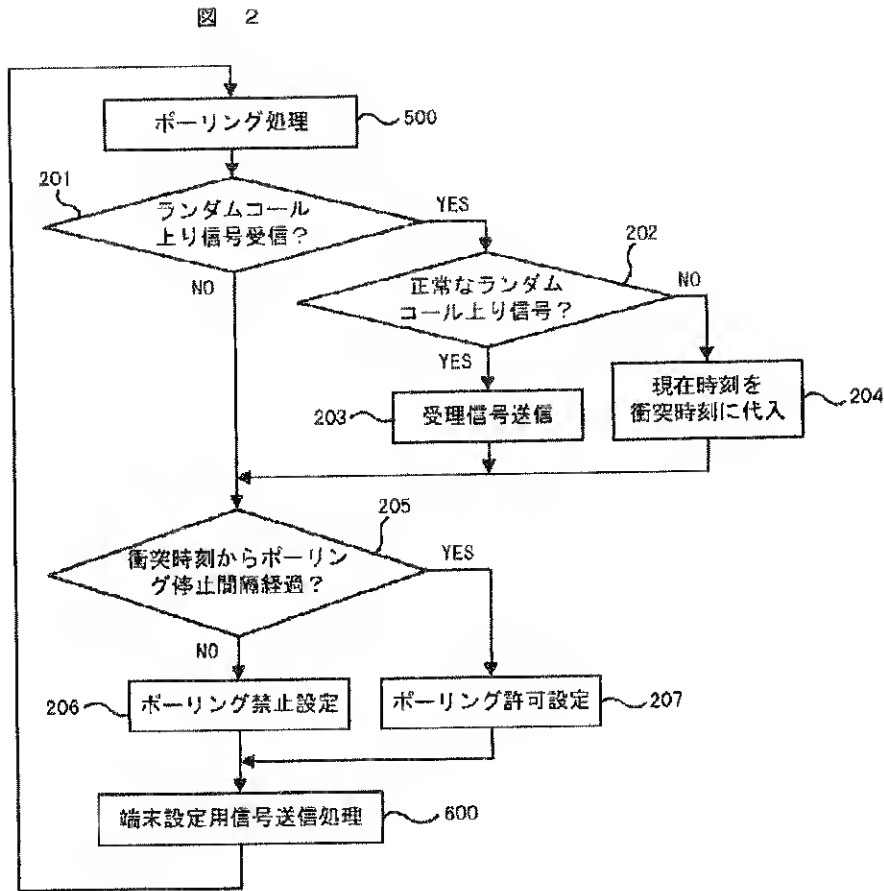 図 2
ポーリング処理
500
201
ランダムコール
上り信号受信?
YES
NO
202
正常なランダム
コール上り信号?
NO
YES
203
受理信号送信
現在時刻を
衝突時刻に代入
204
205
衝突時刻からポーリン
グ停止間隔経過?
YES
NO
206
ポーリング禁止設定
ポーリング許可設定
207
端末設定用信号送信処理
600